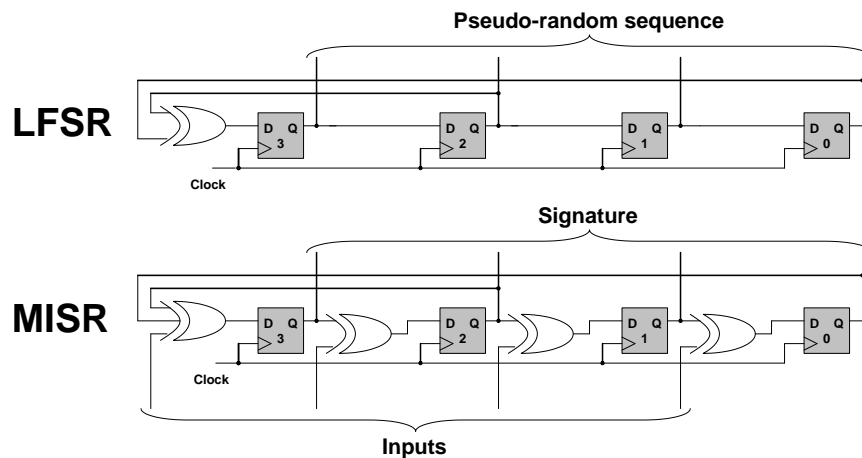 Pseudo-random sequence
LFSR
D Q D Q D Q D Q
3 2 1 0
Clock
Signature
MISR
D Q D Q D Q D Q
3 2 1 0
Clock
Inputs